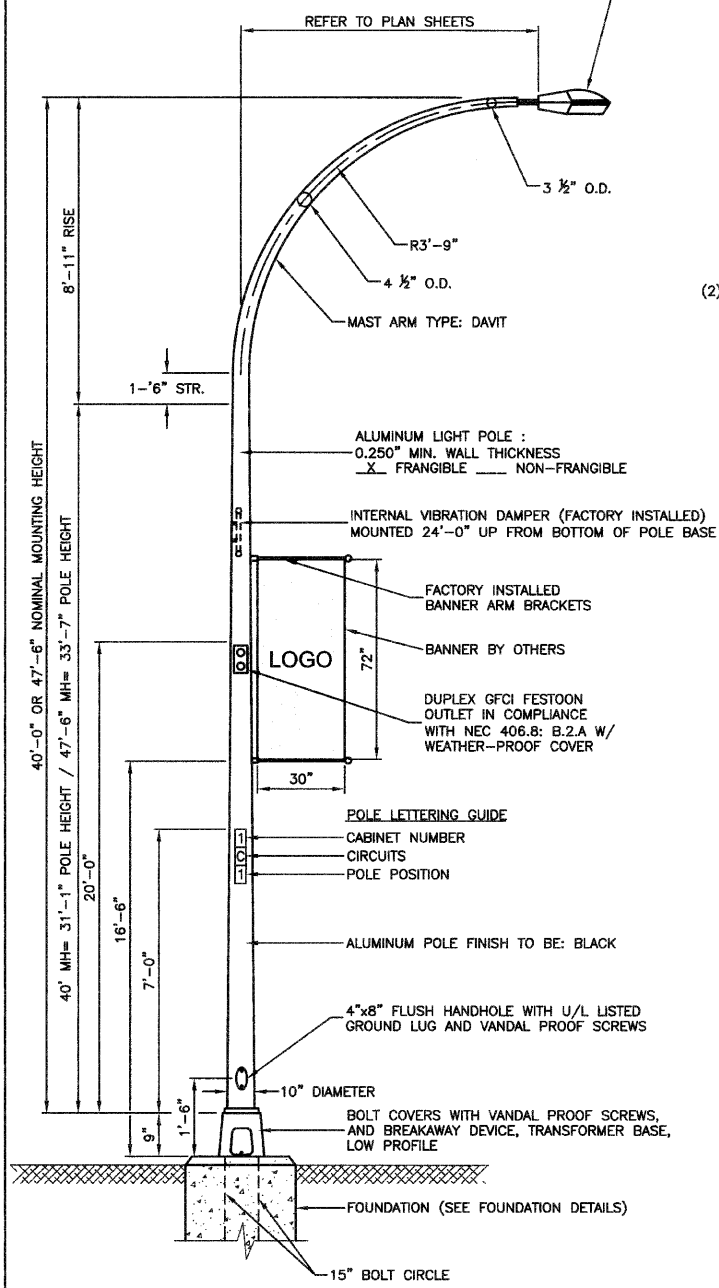 REFER TO PLAN SHEETS
3 ½" O.D.
R3'-9"
4 ½" O.D.
(2)
MAST ARM TYPE: DAVIT
8'-11" RISE
1-'6" STR.
ALUMINUM LIGHT POLE :
0.250" MIN. WALL THICKNESS
_X_ FRANGIBLE ___ NON-FRANGIBLE
INTERNAL VIBRATION DAMPER (FACTORY INSTALLED)
MOUNTED 24'-0" UP FROM BOTTOM OF POLE BASE
40'-0" OR 47'-6" NOMINAL MOUNTING HEIGHT
40' MH= 31'-1" POLE HEIGHT / 47'-6" MH= 33'-7" POLE HEIGHT
FACTORY INSTALLED
BANNER ARM BRACKETS
LOGO
72"
BANNER BY OTHERS
DUPLEX GFCI FESTOON
OUTLET IN COMPLIANCE
WITH NEC 406.8: B.2.A W/
WEATHER-PROOF COVER
30"
20'-0"
16'-6"
7'-0"
POLE LETTERING GUIDE
1 CABINET NUMBER
C CIRCUITS
1 POLE POSITION
ALUMINUM POLE FINISH TO BE: BLACK
4"x8" FLUSH HANDHOLE WITH U/L LISTED
GROUND LUG AND VANDAL PROOF SCREWS
10" DIAMETER
1'-6"
9"
BOLT COVERS WITH VANDAL PROOF SCREWS,
AND BREAKAWAY DEVICE, TRANSFORMER BASE,
LOW PROFILE
FOUNDATION (SEE FOUNDATION DETAILS)
15" BOLT CIRCLE